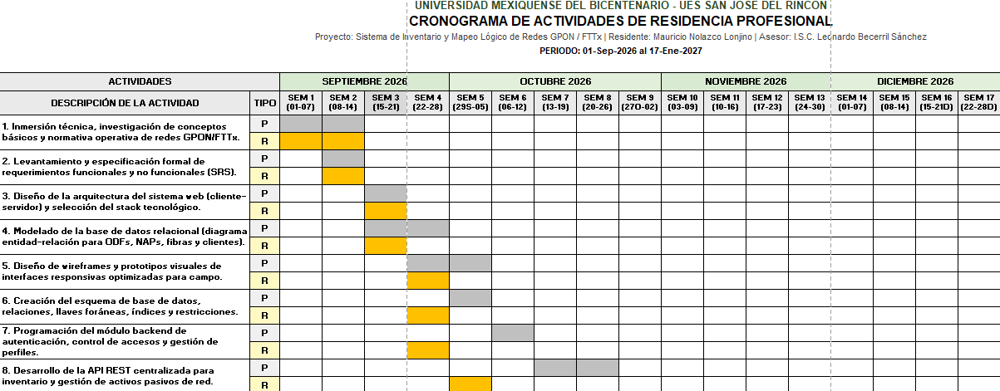 UNIVERSIDAD MEXIQUENSE DEL BICENTENARIO - UES SAN JOSÉ DEL RINCÓN
CRONOGRAMA DE ACTIVIDADES DE RESIDENCIA PROFESIONAL
Proyecto: Sistema de Inventario y Mapeo Lógico de Redes GPON / FTTx | Residente: Mauricio Nolazco Lonjino | Asesor: I.S.C. Leonardo Becerril Sánchez
PERIODO: 01-Sep-2026 al 17-Ene-2027
ACTIVIDADES SEPTIEMBRE 2026 OCTUBRE 2026 NOVIEMBRE 2026 DICIEMBRE 2026
DESCRIPCIÓN DE LA ACTIVIDAD TIPO SEM 1 SEM 2 SEM 3 SEM 4 SEM 5 SEM 6 SEM 7 SEM 8 SEM 9 SEM 10 SEM 11 SEM 12 SEM 13 SEM 14 SEM 15 SEM 16 SEM 17
(01-07) (08-14) (15-21) (22-28) (29S-05) (06-12) (13-19) (20-26) (27O-02) (03-09) (10-16) (17-23) (24-30) (01-07) (08-14) (15-21D) (22-28D)
1. Inmersión técnica, investigación de conceptos P
básicos y normativa operativa de redes GPON/FTTx. R
2. Levantamiento y especificación formal de P
requerimientos funcionales y no funcionales (SRS). R
3. Diseño de la arquitectura del sistema web (cliente- P
servidor) y selección del stack tecnológico. R
4. Modelado de la base de datos relacional (diagrama P
entidad-relación para ODFs, NAPs, fibras y clientes). R
5. Diseño de wireframes y prototipos visuales de P
interfaces responsivas optimizadas para campo. R
6. Creación del esquema de base de datos, P
relaciones, llaves foráneas, índices y restricciones. R
7. Programación del módulo backend de P
autenticación, control de accesos y gestión de
perfiles. R
8. Desarrollo de la API REST centralizada para P
inventario y gestión de activos pasivos de red. R